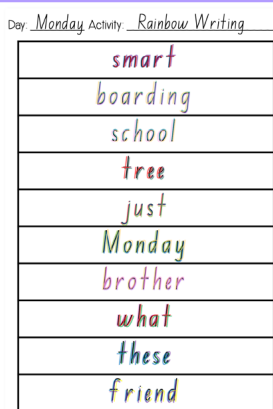 Day: Monday Activity: Rainbow Writing
smart
boarding
school
tree
just
Monday
brother
what
these
friend